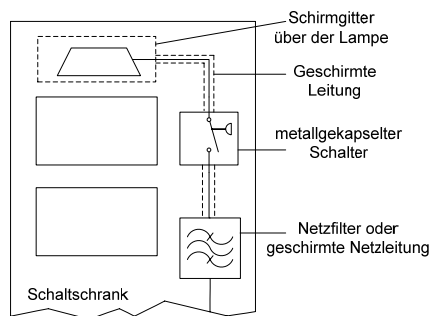 Schirmgitter
über der Lampe
Geschirmte
Leitung
metallgekapselter
Schalter
Netzfilter oder
geschirmte Netzleitung
Schaltschrank